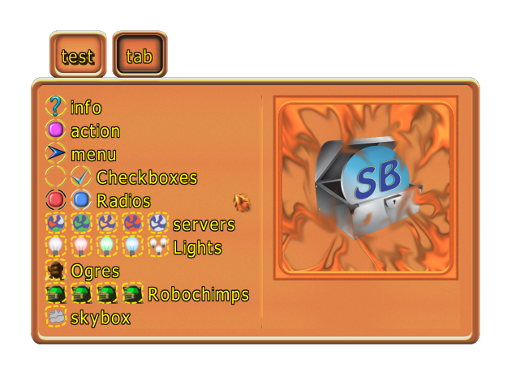 test
tab
info
action
menu
Checkboxes
Radios
servers
Lights
Ogres
Robochimps
skybox
SB